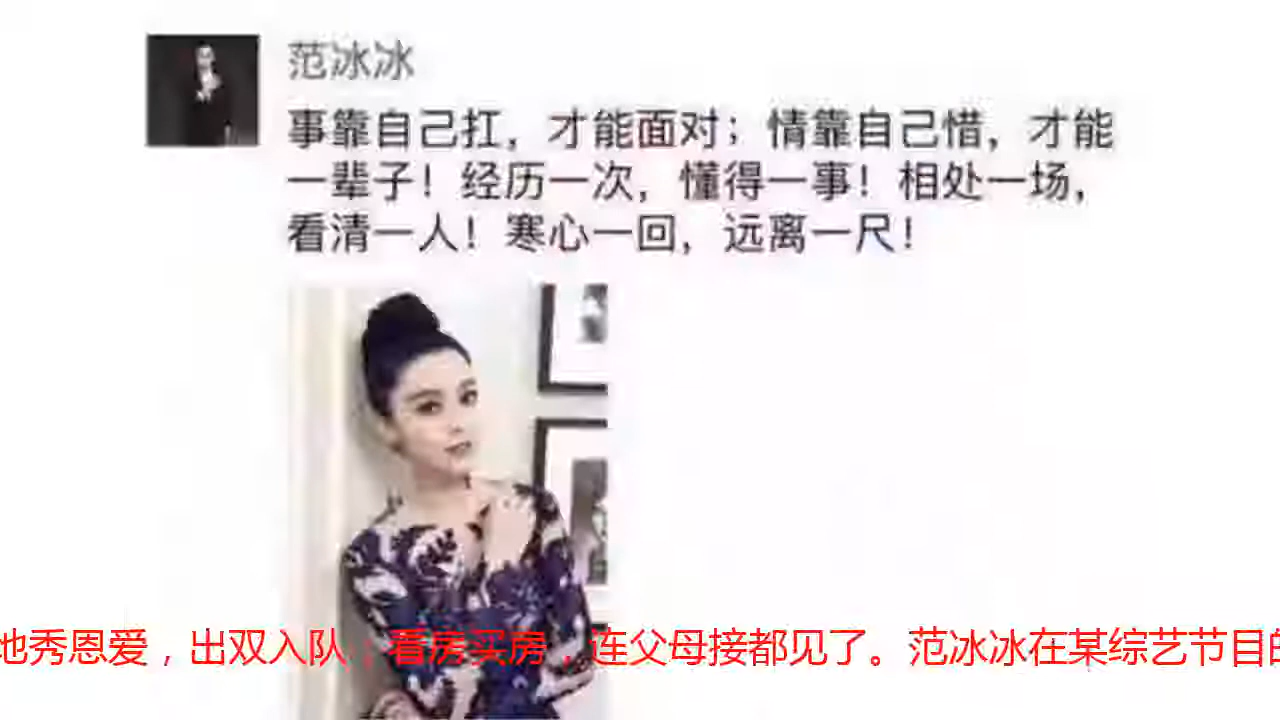 范冰冰
事靠自己扛，才能面对；情靠自己惜，才能
一辈子！经历一次，懂得一事！相处一场，
看清一人！寒心一回，远离一尺！
地秀恩爱，出双入队，看房买房，连父母接都见了。范冰冰在某综艺节目的